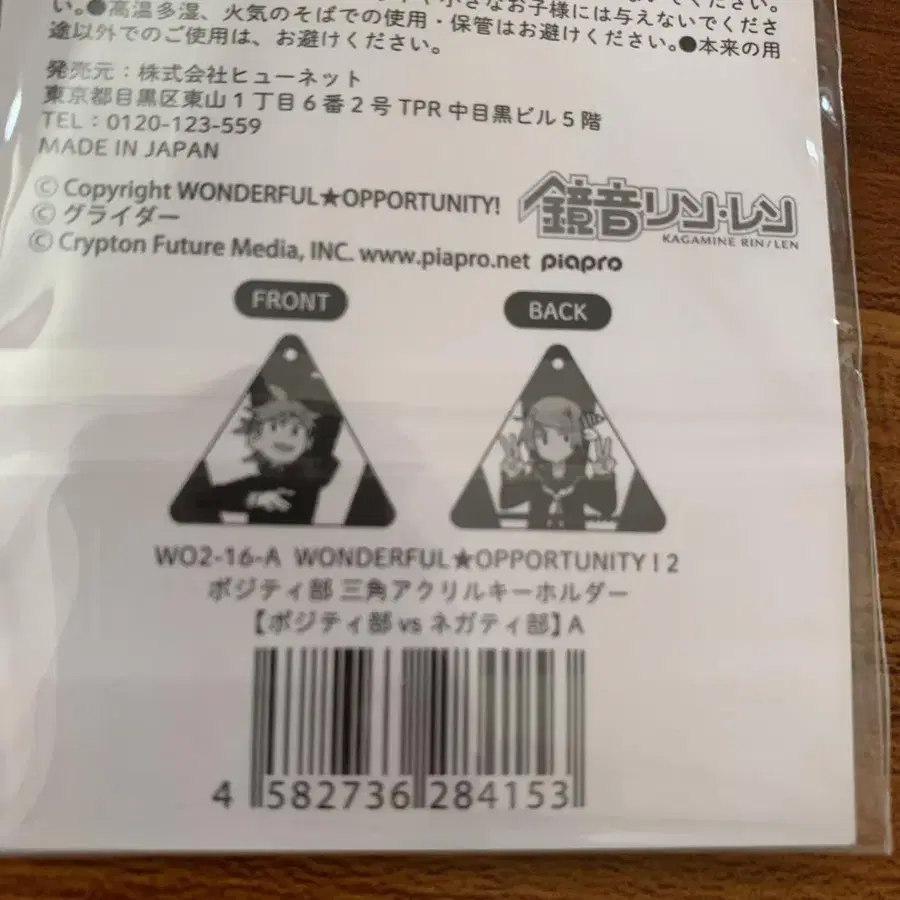 い。●高温多湿、火気のそばでの使用・保管はお避けください。●本来の用
途以外でのご使用は、お避けください。
発売元：株式会社ヒューネット
東京都目黒区東山1丁目6番2号 TPR 中目黒ビル5階
TEL：0120-123-559
MADE IN JAPAN
© Copyright WONDERFUL★OPPORTUNITY!
© グライダー
© Crypton Future Media, INC. www.piapro.net piapro
鏡音リン・レン
KAGAMINE RIN/LEN
FRONT
BACK
WO2-16-A WONDERFUL★OPPORTUNITY ! 2
ポジティ部 三角アクリルキーホルダー
【ポジティ部 vs ネガティ部】A
4 582736 284153